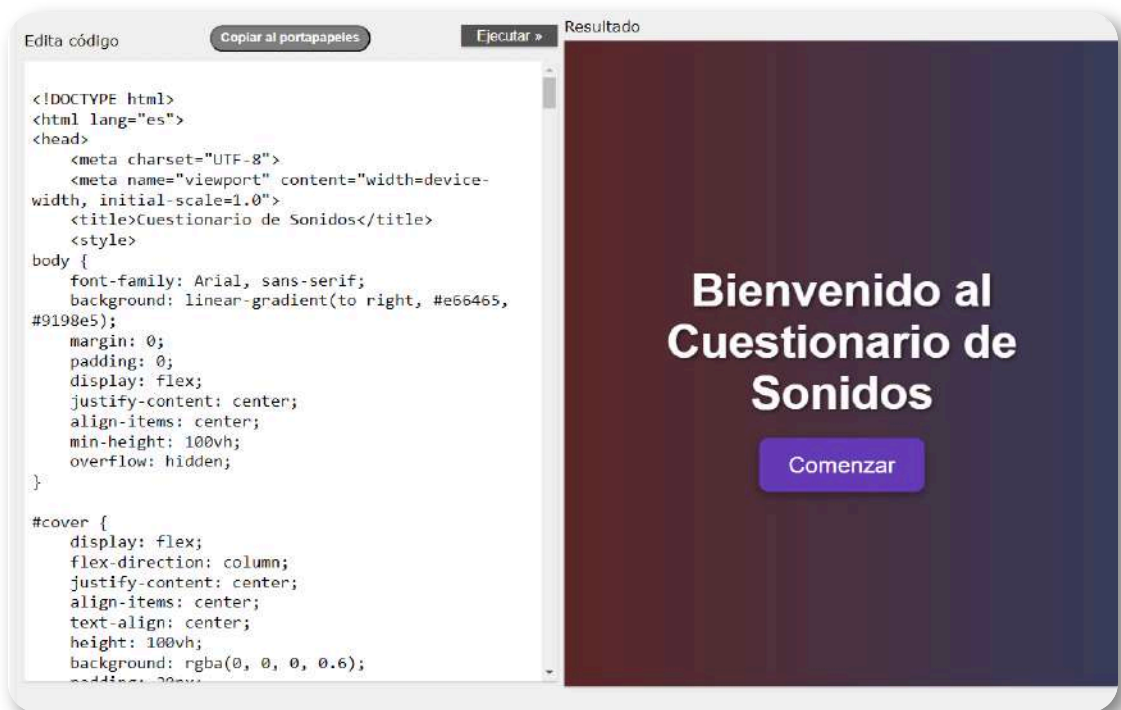 Edita código
Copiar al portapapeles
Ejecutar »
<!DOCTYPE html>
<html lang="es">
<head>
    <meta charset="UTF-8">
    <meta name="viewport" content="width=device-
width, initial-scale=1.0">
    <title>Cuestionario de Sonidos</title>
    <style>
body {
    font-family: Arial, sans-serif;
    background: linear-gradient(to right, #e66465,
#9198e5);
    margin: 0;
    padding: 0;
    display: flex;
    justify-content: center;
    align-items: center;
    min-height: 100vh;
    overflow: hidden;
}
#cover {
    display: flex;
    flex-direction: column;
    justify-content: center;
    align-items: center;
    text-align: center;
    height: 100vh;
    background: rgba(0, 0, 0, 0.6);
Resultado
Bienvenido al
Cuestionario de
Sonidos
Comenzar